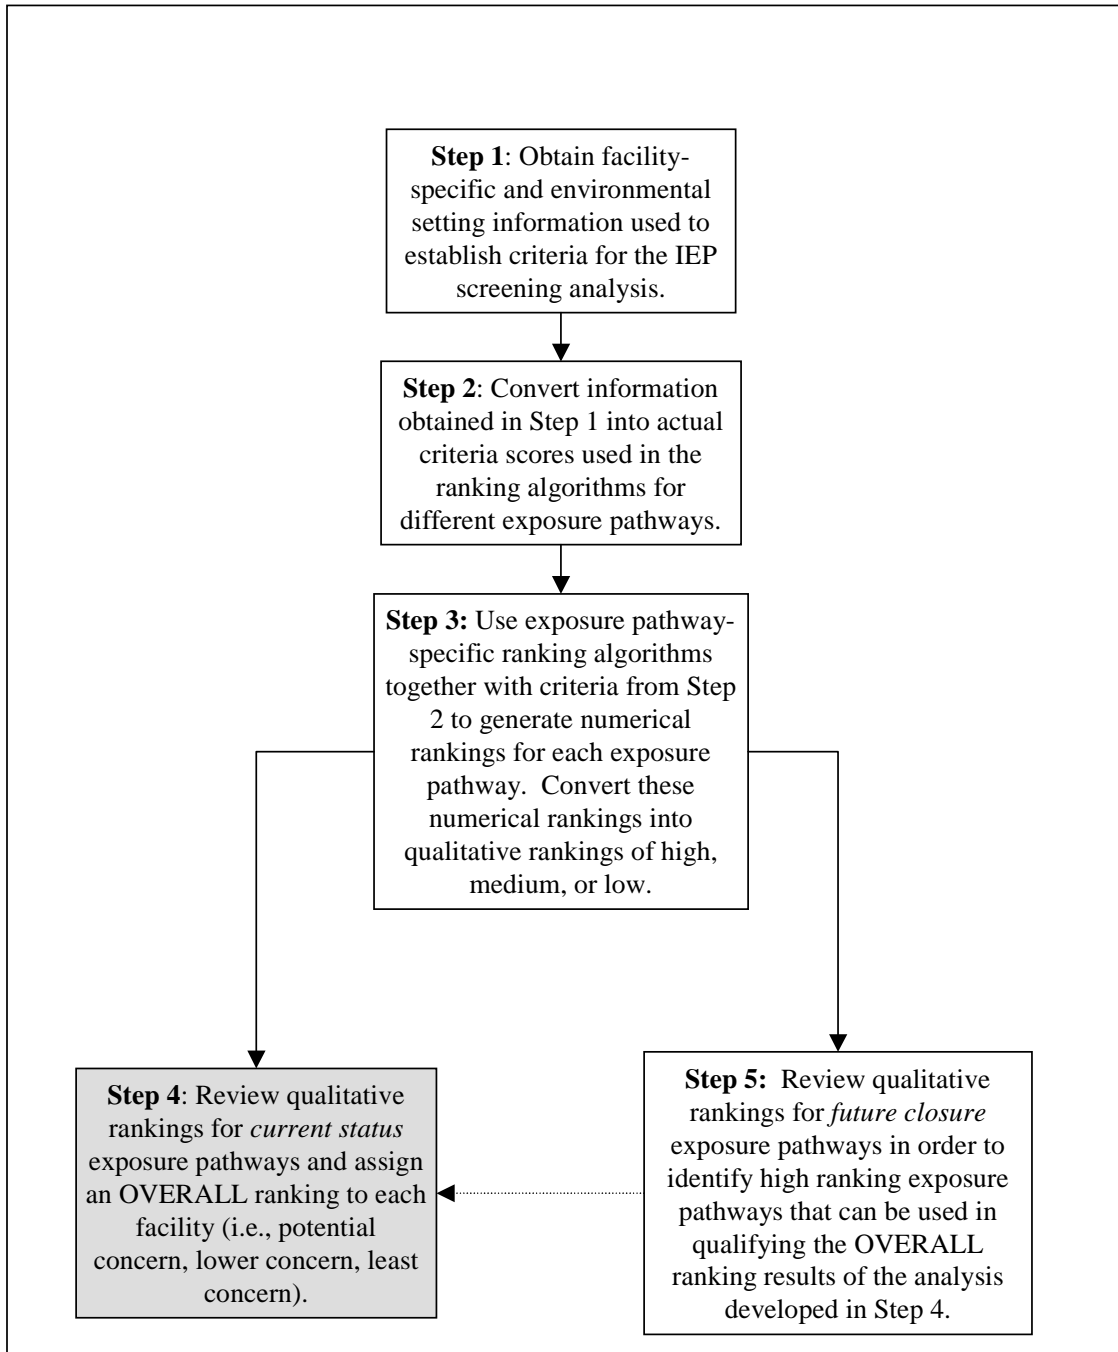 Step 1: Obtain facility-
specific and environmental
setting information used to
establish criteria for the IEP
screening analysis.
Step 2: Convert information
obtained in Step 1 into actual
criteria scores used in the
ranking algorithms for
different exposure pathways.
Step 3: Use exposure pathway-
specific ranking algorithms
together with criteria from Step
2 to generate numerical
rankings for each exposure
pathway.  Convert these
numerical rankings into
qualitative rankings of high,
medium, or low.
Step 4: Review qualitative
rankings for current status
exposure pathways and assign
an OVERALL ranking to each
facility (i.e., potential
concern, lower concern, least
concern).
Step 5:  Review qualitative
rankings for future closure
exposure pathways in order to
identify high ranking exposure
pathways that can be used in
qualifying the OVERALL
ranking results of the analysis
developed in Step 4.